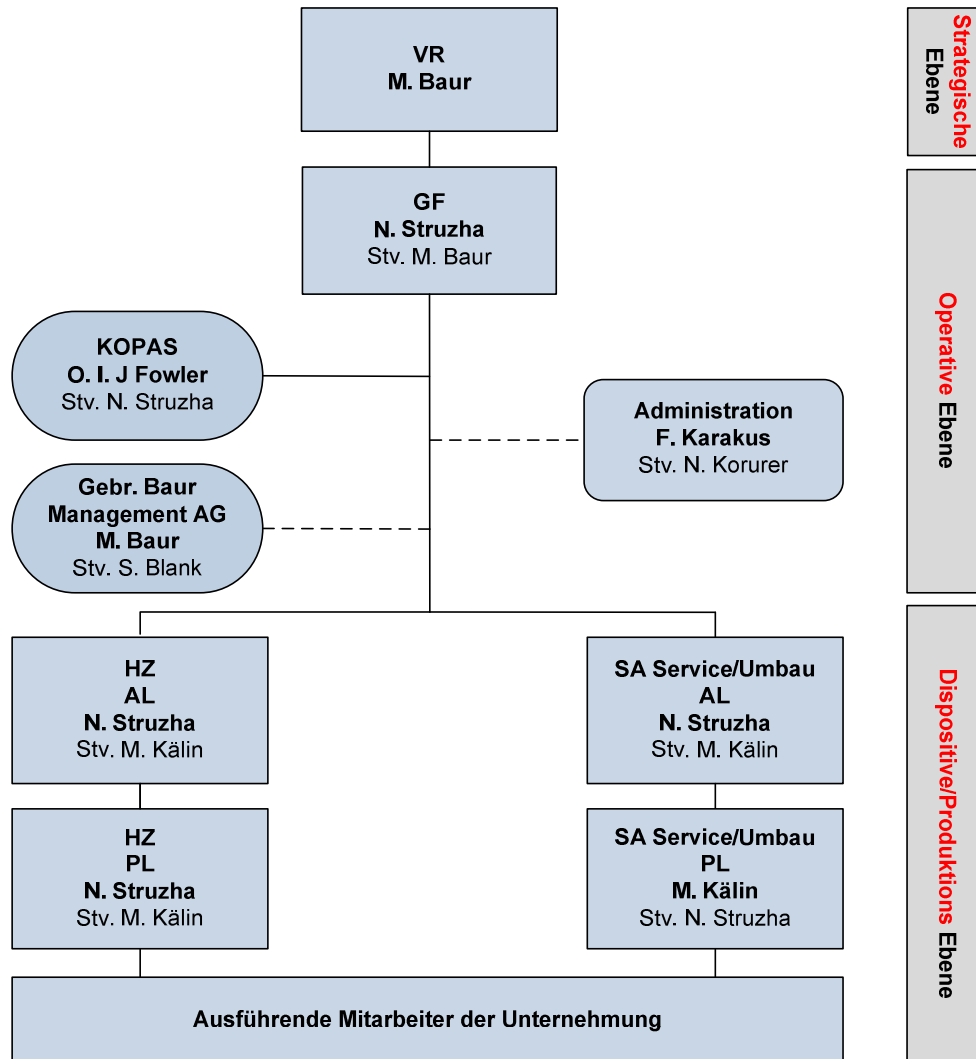 VR
M. Baur
Strategische
Ebene
GF
N. Struzha
Stv. M. Baur
KOPAS
O. I. J Fowler
Stv. N. Struzha
Administration
F. Karakus
Stv. N. Korurer
Gebr. Baur
Management AG
M. Baur
Stv. S. Blank
Operative Ebene
HZ
AL
N. Struzha
Stv. M. Kälin
SA Service/Umbau
AL
N. Struzha
Stv. M. Kälin
HZ
PL
N. Struzha
Stv. M. Kälin
SA Service/Umbau
PL
M. Kälin
Stv. N. Struzha
Dispositive/Produktions Ebene
Ausführende Mitarbeiter der Unternehmung